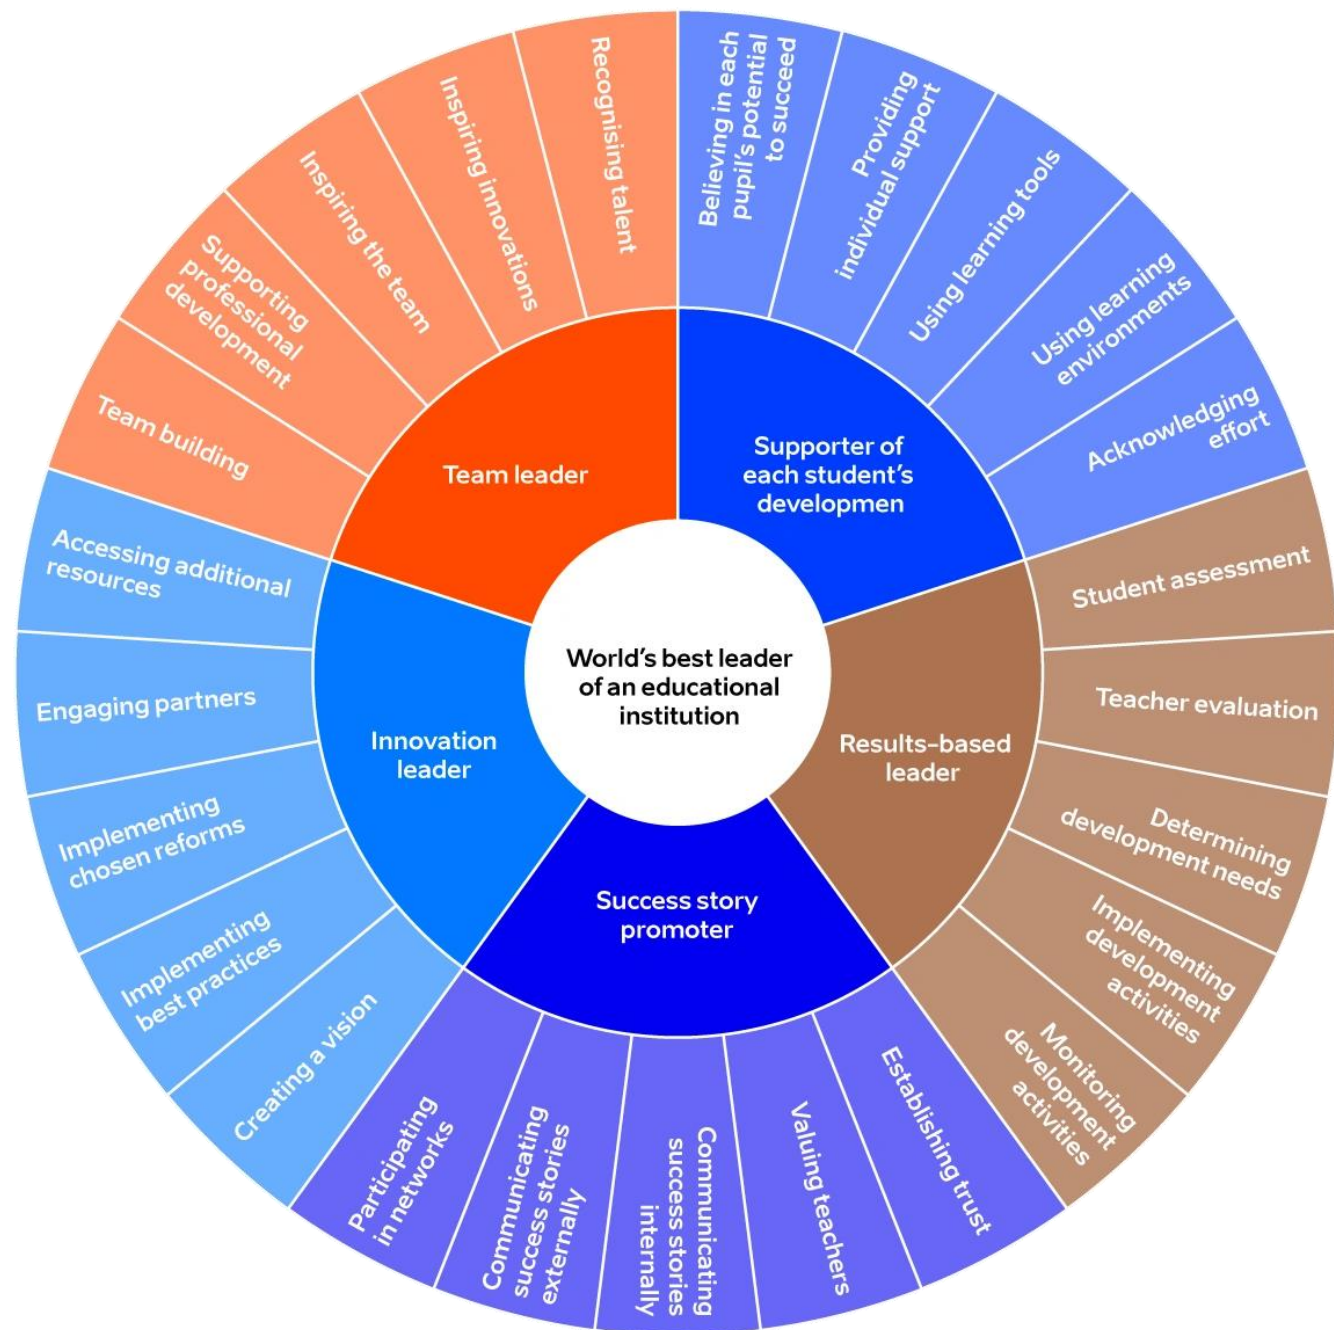 World's best leader
of an educational
institution
Supporter of
each student's
developmen
Believing in each
pupil's potential
to succeed
Providing
individual support
Using learning tools
Using learning
environments
Acknowledging
effort
Results-based
leader
Student assessment
Teacher evaluation
Determining
development needs
Implementing
development
activities
Monitoring
development
activities
Success story
promoter
Establishing trust
Valuing teachers
Communicating
success stories
internally
Communicating
success stories
externally
Participating
in networks
Innovation
leader
Creating a vision
Implementing
best practices
Implementing
chosen reforms
Engaging partners
Accessing additional
resources
Team leader
Team building
Supporting
professional
development
Inspiring the team
Inspiring innovations
Recognising talent